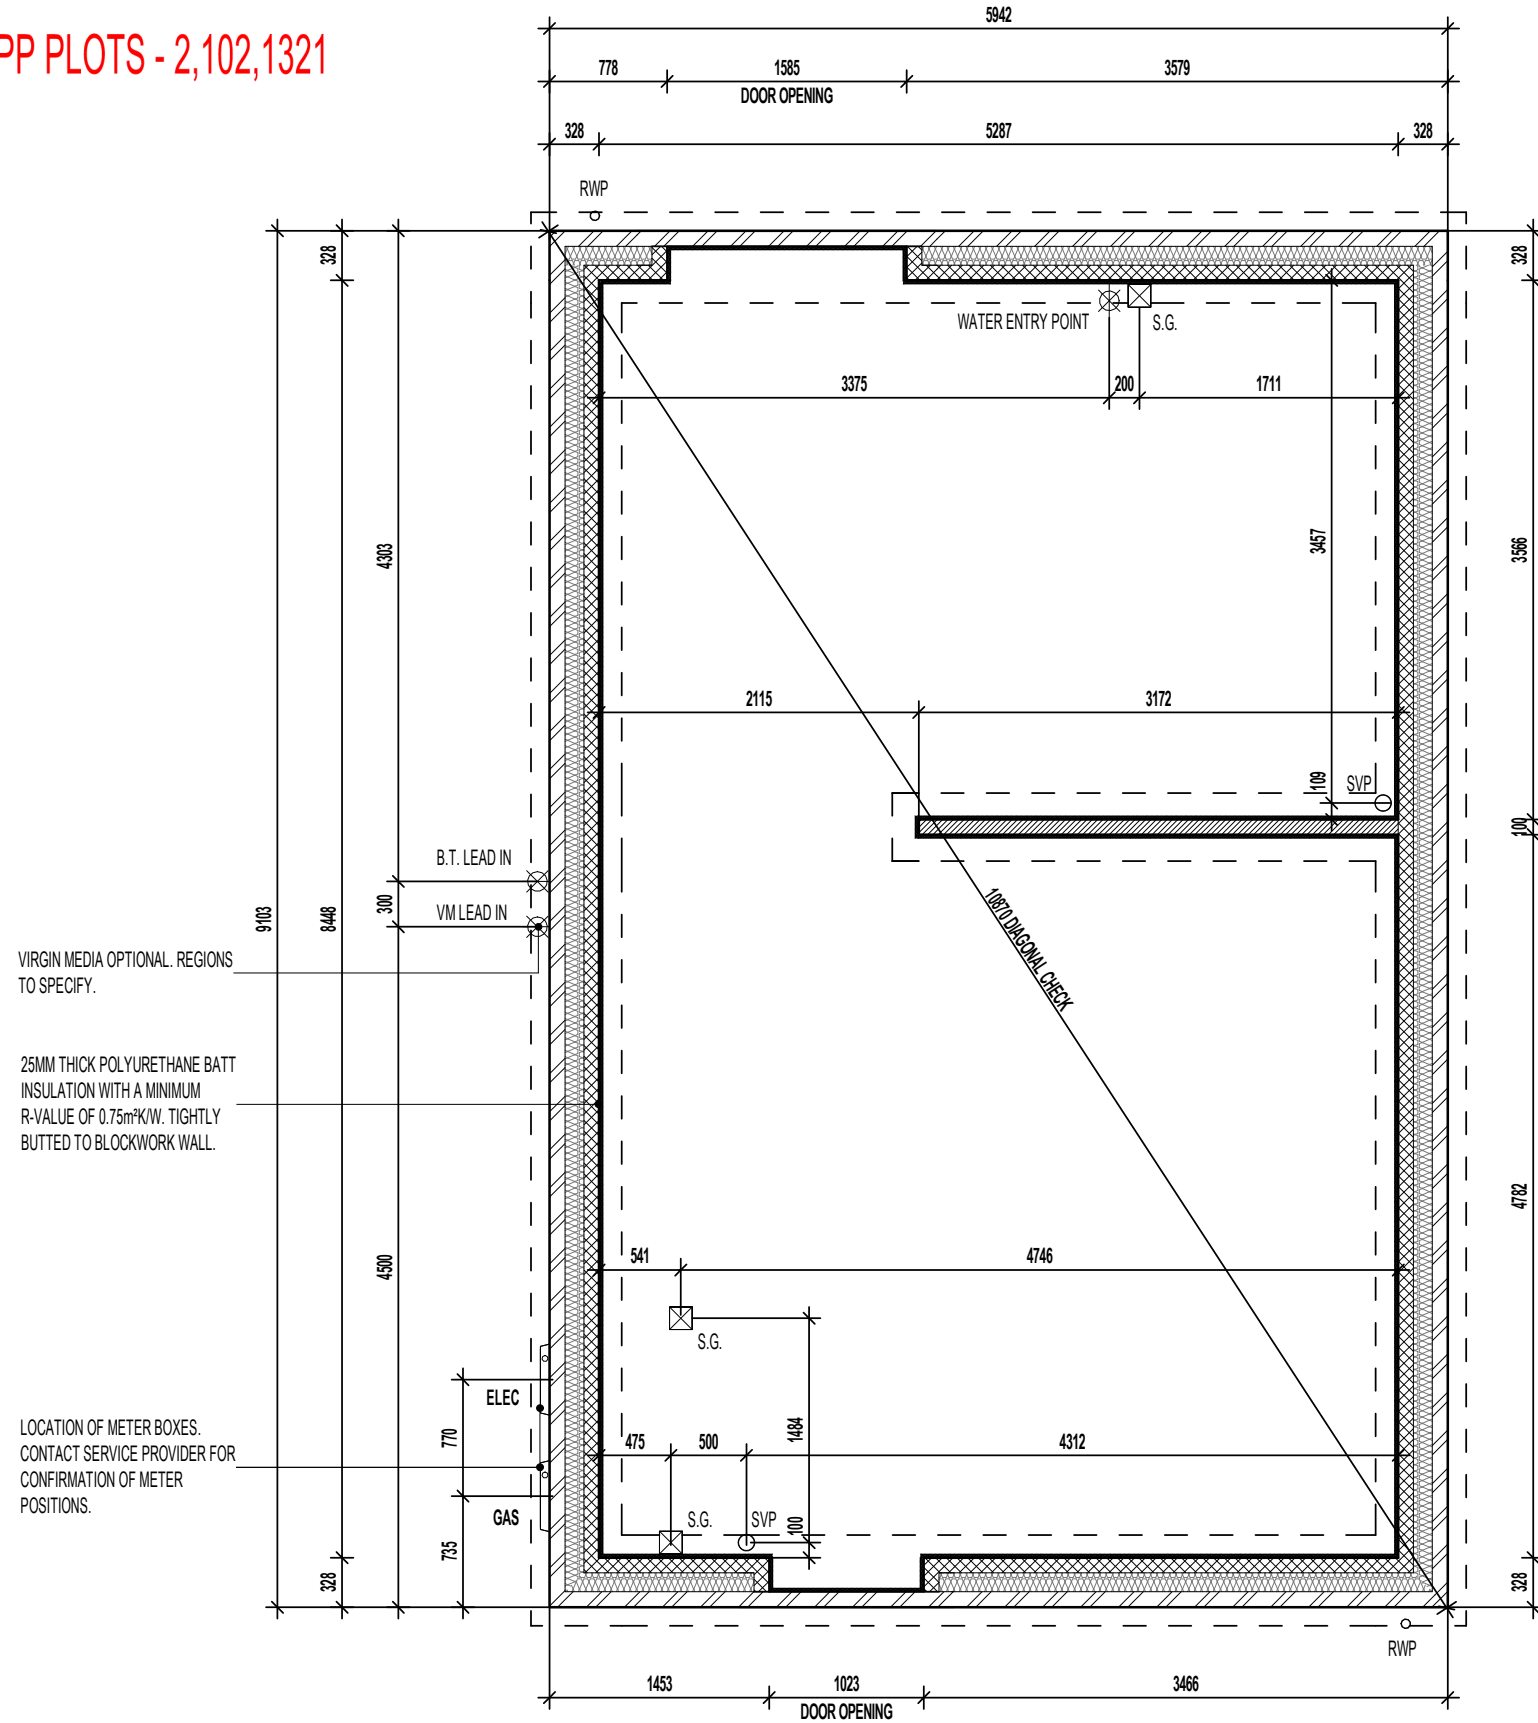 PP PLOTS - 2,102,1321
5942
778
1585
3579
DOOR OPENING
328
5287
328
RWP
328
328
WATER ENTRY POINT
S.G.
3375
200
1711
4303
3457
3566
2115
3172
109
SVP
100
B.T. LEAD IN
300
VM LEAD IN
9103
8448
10870 DIAGONAL CHECK
VIRGIN MEDIA OPTIONAL. REGIONS
TO SPECIFY.
25MM THICK POLYURETHANE BATT
INSULATION WITH A MINIMUM
R-VALUE OF 0.75m²K/W. TIGHTLY
BUTTED TO BLOCKWORK WALL.
4782
4500
541
4746
S.G.
ELEC
770
1484
475
500
4312
LOCATION OF METER BOXES.
CONTACT SERVICE PROVIDER FOR
CONFIRMATION OF METER
POSITIONS.
GAS
S.G.
SVP
100
735
328
328
RWP
1453
1023
3466
DOOR OPENING